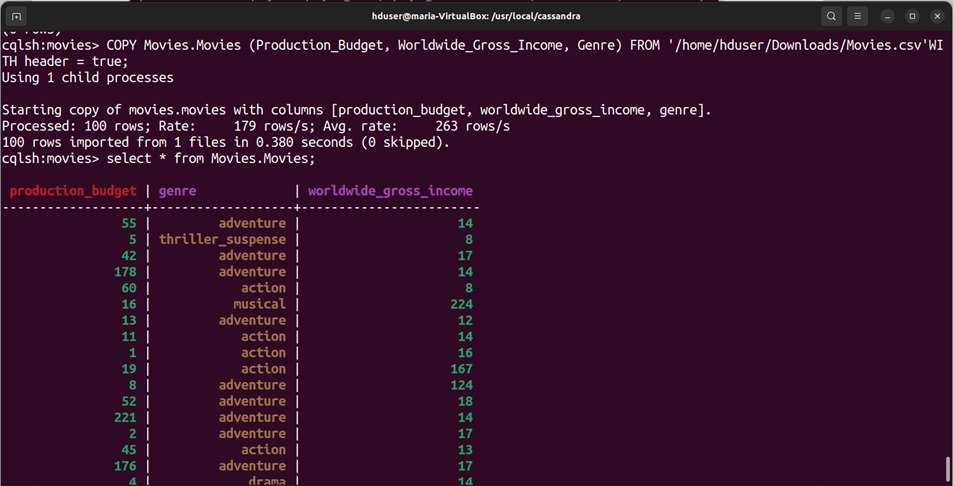 hduser@maria-VirtualBox: /usr/local/cassandra
(0 rows)
cqlsh:movies> COPY Movies.Movies (Production_Budget, Worldwide_Gross_Income, Genre) FROM '/home/hduser/Downloads/Movies.csv'WI
TH header = true;
Using 1 child processes
Starting copy of movies.movies with columns [production_budget, worldwide_gross_income, genre].
Processed: 100 rows; Rate:     179 rows/s; Avg. rate:     263 rows/s
100 rows imported from 1 files in 0.380 seconds (0 skipped).
cqlsh:movies> select * from Movies.Movies;
production_budget | genre             | worldwide_gross_income
-------------------+-------------------+------------------------
55 | adventure | 14
5 | thriller_suspense | 8
42 | adventure | 17
178 | adventure | 14
60 | action | 8
16 | musical | 224
13 | adventure | 12
11 | action | 14
1 | action | 16
19 | action | 167
8 | adventure | 124
52 | adventure | 18
221 | adventure | 14
2 | adventure | 17
45 | action | 13
176 | adventure | 17
4 | drama | 14